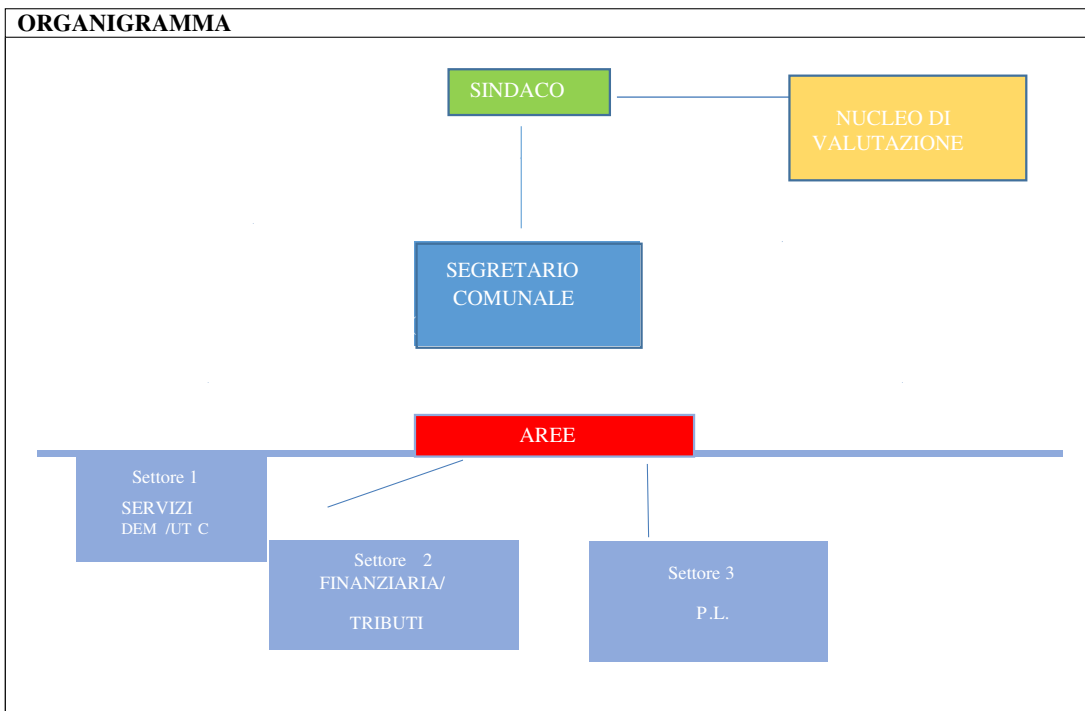 ORGANIGRAMMA
SINDACO
NUCLEO DI
VALUTAZIONE
SEGRETARIO
COMUNALE
AREE
Settore 1
SERVIZI
DEM /UT C
Settore 2
FINANZIARIA/
TRIBUTI
Settore 3
P.L.